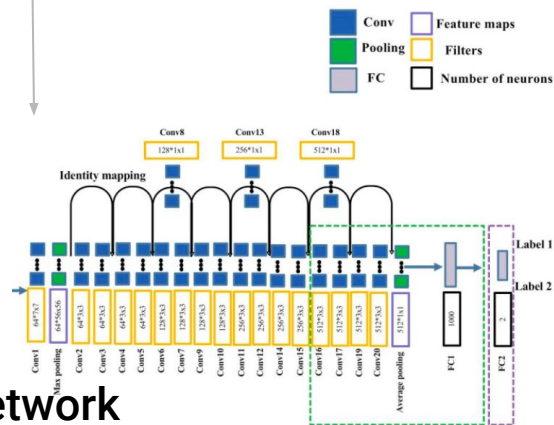 Conv
Feature maps
Pooling
Filters
FC
Number of neurons
Conv8
Conv13
Conv18
128*1x1
256*1x1
512*1x1
Identity mapping
Label 1
Label 2
64*7x7
64*56x56
64*3x3
64*3x3
64*3x3
64*3x3
128*3x3
128*3x3
128*3x3
128*3x3
256*3x3
256*3x3
256*3x3
256*3x3
512*3x3
512*3x3
512*3x3
512*3x3
512*1x1
1000
2
Conv1
Max pooling
Conv2
Conv3
Conv4
Conv5
Conv6
Conv7
Conv9
Conv10
Conv11
Conv12
Conv14
Conv15
Conv16
Conv17
Conv19
Conv20
Average pooling
FC1
FC2
etwork